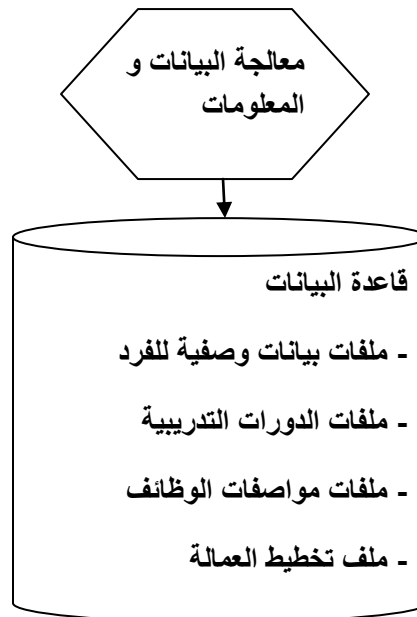 معالجة البيانات و
المعلومات
قاعدة البيانات
- ملفات بيانات وصفية للفرد
- ملفات الدورات التدريبية
- ملفات مواصفات الوظائف
- ملف تخطيط العمالة